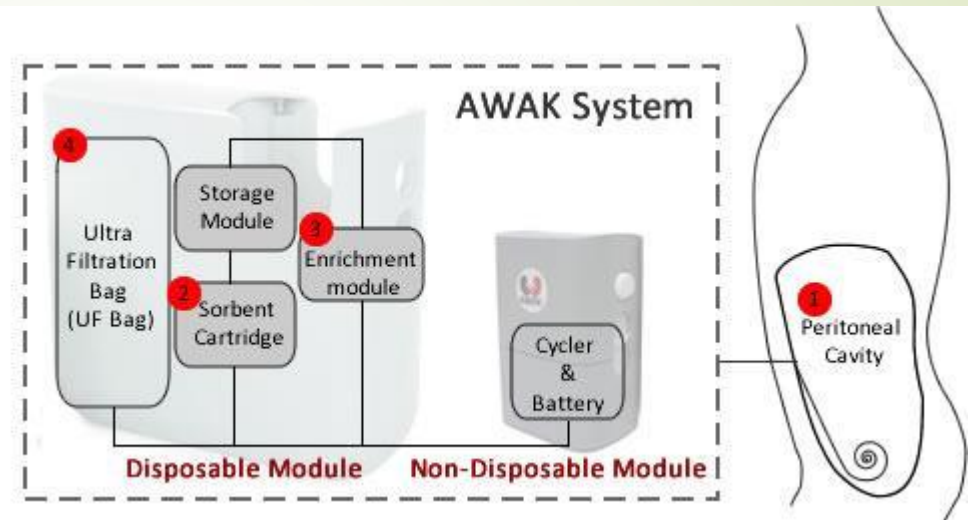 AWAK System
4
Ultra
Filtration
Bag
(UF Bag)
Storage
Module
2
Sorbent
Cartridge
3
Enrichment
module
Cycler
&
Battery
Disposable Module
Non-Disposable Module
1
Peritoneal
Cavity